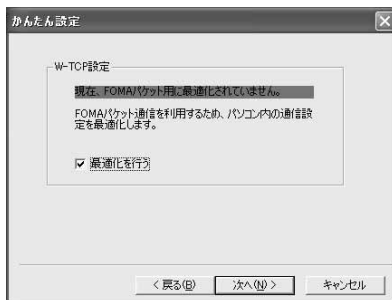 かんたん設定
W-TCP設定
現在、FOMAパケット用に最適化されていません。
FOMAパケット通信を利用するため、パソコン内の通信設
定を最適化します。
最適化を行う
< 戻る(B)
次へ(N) >
キャンセル